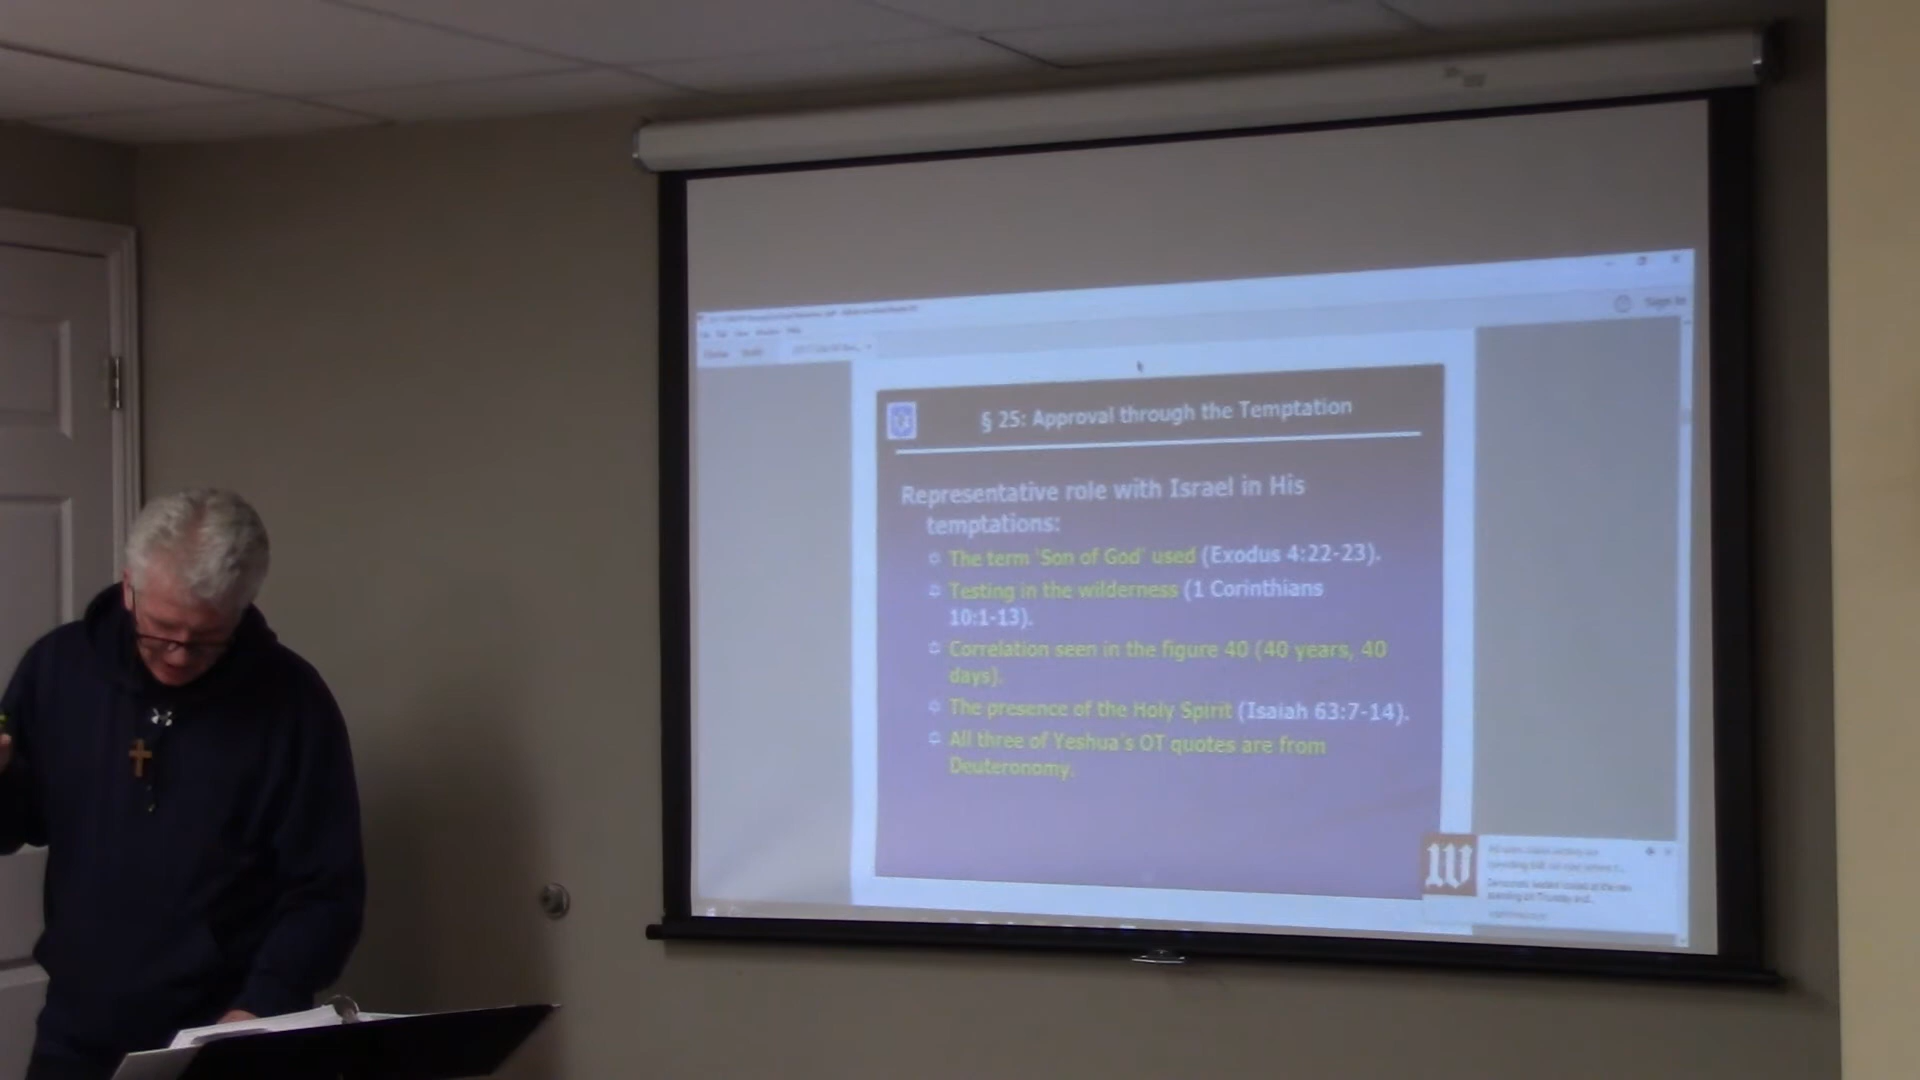 Sign In
§ 25: Approval through the Temptation
Representative role with Israel in His
temptations:
The term 'Son of God' used (Exodus 4:22-23).
Testing in the wilderness (1 Corinthians
10:1-13).
Correlation seen in the figure 40 (40 years, 40
days).
The presence of the Holy Spirit (Isaiah 63:7-14).
All three of Yeshua's OT quotes are from
Deuteronomy.
W